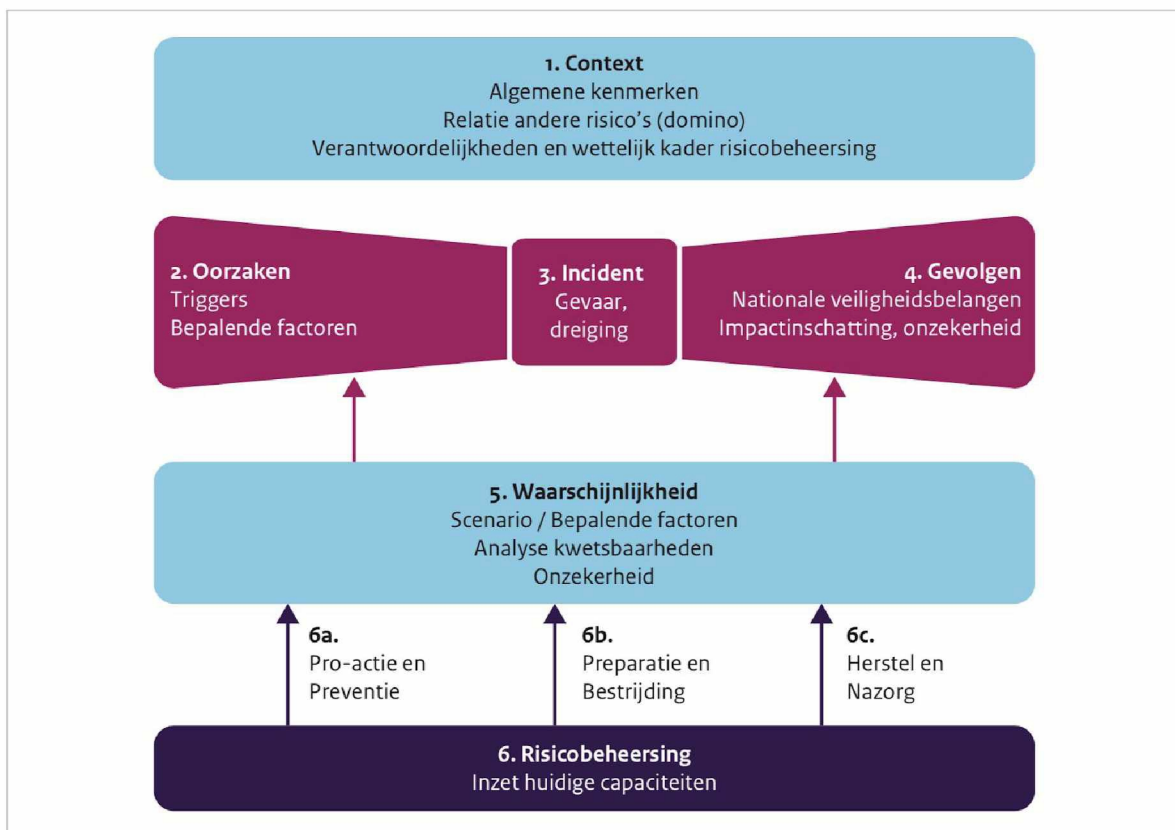 1. Context
Algemene kenmerken
Relatie andere risico's (domino)
Verantwoordelijkheden en wettelijk kader risicobeheersing
2. Oorzaken
Triggers
Bepalende factoren
3. Incident
Gevaar,
dreiging
4. Gevolgen
Nationale veiligheidsbelangen
Impactinschatting, onzekerheid
5. Waarschijnlijkheid
Scenario / Bepalende factoren
Analyse kwetsbaarheden
Onzekerheid
6a.
Pro-actie en
Preventie
6b.
Preparatie en
Bestrijding
6c.
Herstel en
Nazorg
6. Risicobeheersing
Inzet huidige capaciteiten